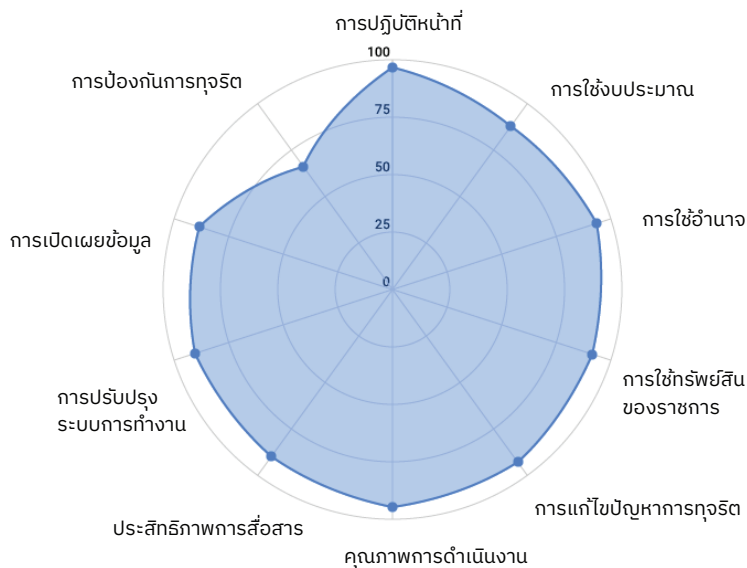 การปฏิบัติหน้าที่
100
การป้องกันการทุจริต
การใช้งบประมาณ
75
50
การใช้อำนาจ
25
การเปิดเผยข้อมูล
0
การใช้ทรัพย์สิน
ของราชการ
การปรับปรุง
ระบบการทำงาน
การแก้ไขปัญหาการทุจริต
ประสิทธิภาพการสื่อสาร
คุณภาพการดำเนินงาน